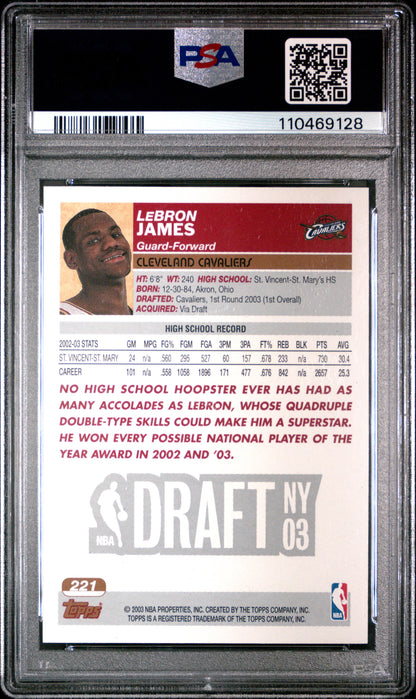 PSA
110469128
LEBRON
JAMES
Guard-Forward
CAVALIERS
CLEVELAND CAVALIERS
HT: 6'8" WT: 240 HIGH SCHOOL: St. Vincent-St. Mary's HS
BORN: 12-30-84, Akron, Ohio
DRAFTED: Cavaliers, 1st Round 2003 (1st Overall)
ACQUIRED: Via Draft
HIGH SCHOOL RECORD
2002-03 STATS GM MPG FG% FGM FGA 3PM 3PA FT% REB BLK PTS AVG
ST. VINCENT-ST. MARY 24 n/a .560 295 527 60 157 .678 233 n/a 730 30.4
CAREER 101 n/a .558 1058 1896 171 477 .676 842 n/a 2657 25.3
NO HIGH SCHOOL HOOPSTER EVER HAS HAD AS
MANY ACCOLADES AS LEBRON, WHOSE QUADRUPLE
DOUBLE-TYPE SKILLS COULD MAKE HIM A SUPERSTAR.
HE WON EVERY POSSIBLE NATIONAL PLAYER OF THE
YEAR AWARD IN 2002 AND '03.
NBA DRAFT NY 03
221
TOPPS
© 2003 NBA PROPERTIES, INC. CREATED BY THE TOPPS COMPANY, INC.
TOPPS IS A REGISTERED TRADEMARK OF THE TOPPS COMPANY, INC.
NBA
PSA